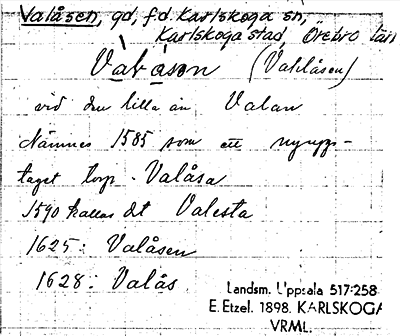 Valåsen, gd, fd. Karlskoga sn,
Karlskoga stad, Örebro län
Valåsen (Vahlåsen)
vid den lilla ån Valan
Nämnes 1585 som ett nyupp-
taget torp - Valåsa
1590 kallas det Valesta
1625: Valåsen
1628: Valås.
Landsm. Uppsala 517:258
E. Etzel. 1898. KARLSKOGA
VRML.